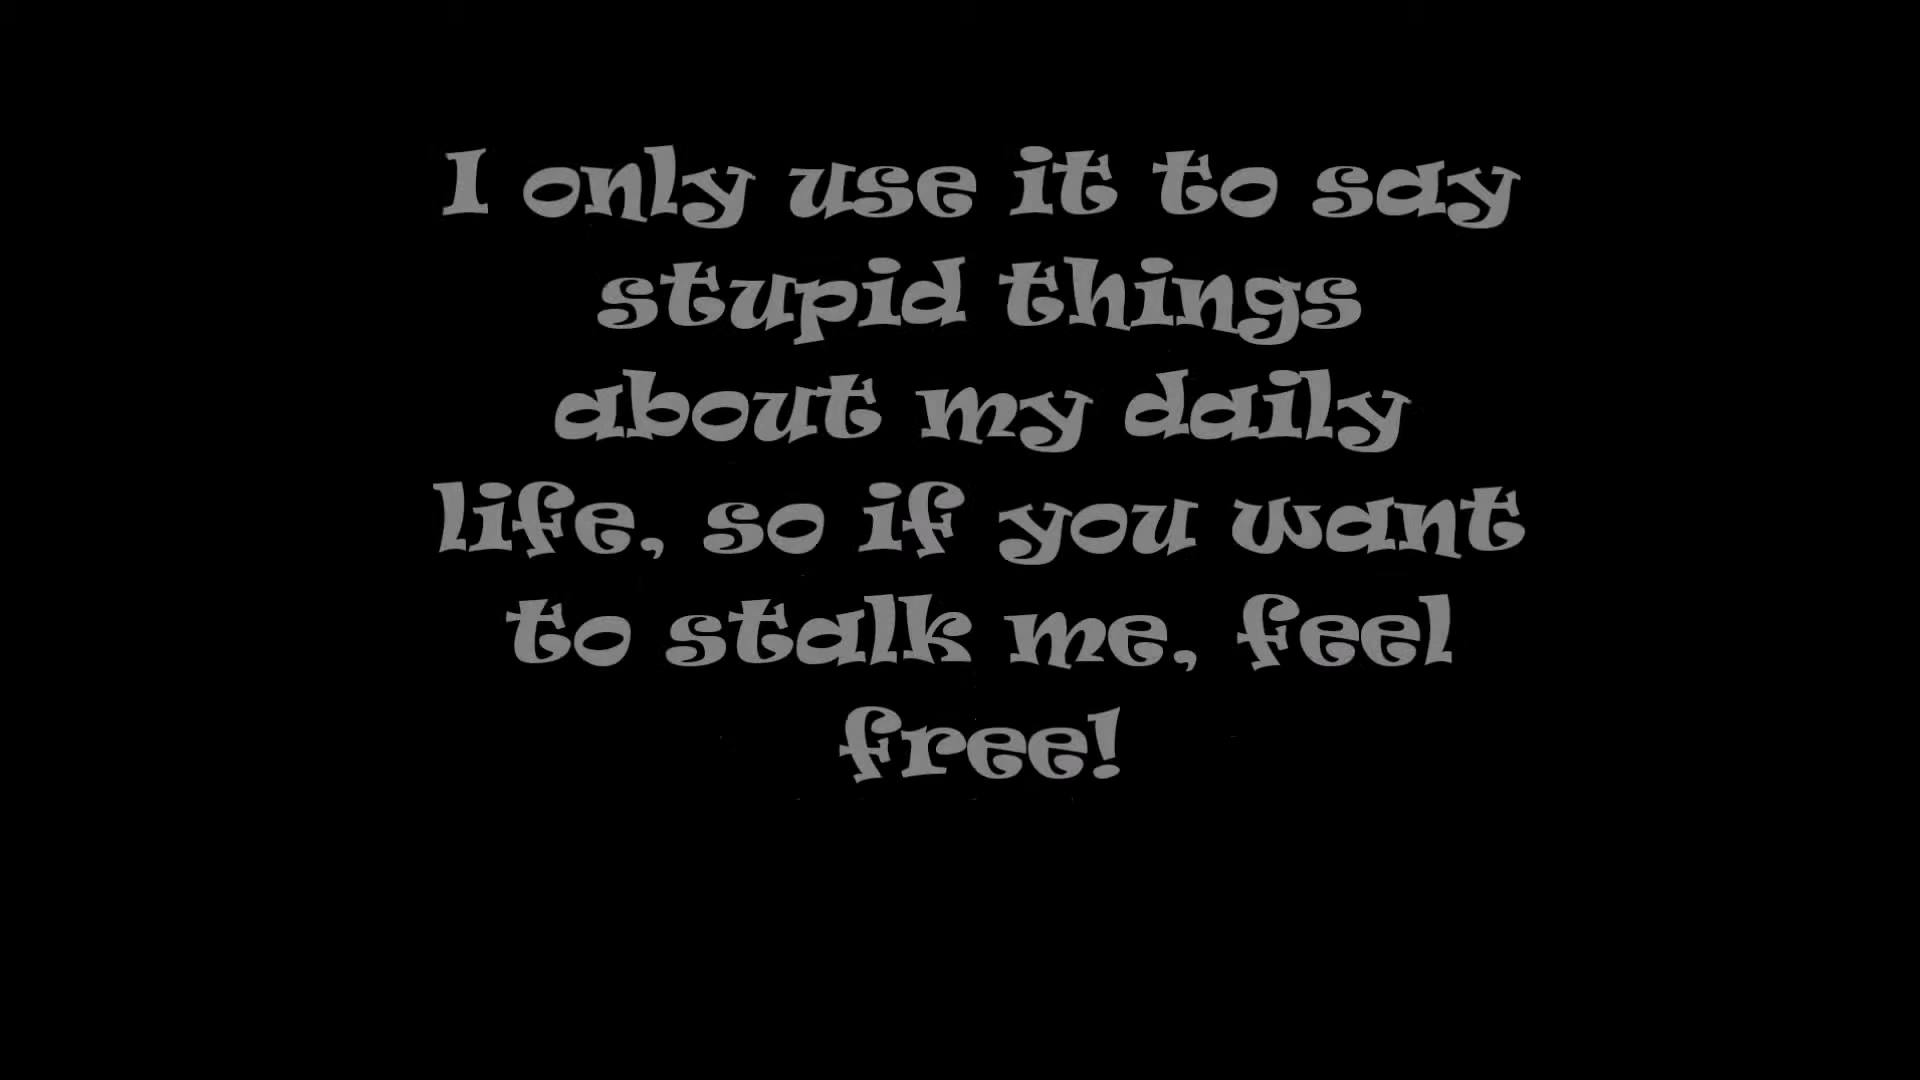 I only use it to say
stupid things
about my daily
life, so if you want
to stalk me, feel
free!